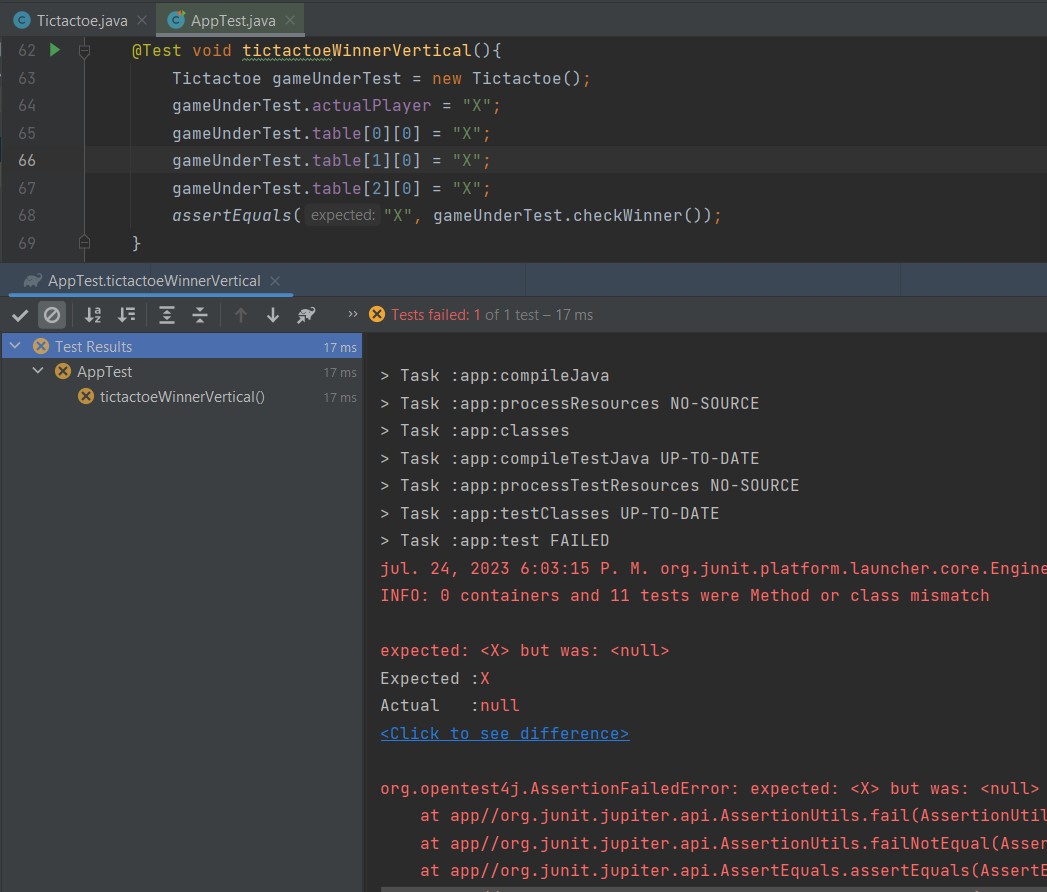 Tictactoe.java
AppTest.java
62 @Test void tictactoeWinnerVertical(){
63 Tictactoe gameUnderTest = new Tictactoe();
64 gameUnderTest.actualPlayer = "X";
65 gameUnderTest.table[0][0] = "X";
66 gameUnderTest.table[1][0] = "X";
67 gameUnderTest.table[2][0] = "X";
68 assertEquals( expected: "X", gameUnderTest.checkWinner());
69 }
AppTest.tictactoeWinnerVertical
Tests failed: 1 of 1 test – 17 ms
Test Results 17 ms
AppTest 17 ms
tictactoeWinnerVertical() 17 ms
> Task :app:compileJava
> Task :app:processResources NO-SOURCE
> Task :app:classes
> Task :app:compileTestJava UP-TO-DATE
> Task :app:processTestResources NO-SOURCE
> Task :app:testClasses UP-TO-DATE
> Task :app:test FAILED
jul. 24, 2023 6:03:15 P. M. org.junit.platform.launcher.core.Engine
INFO: 0 containers and 11 tests were Method or class mismatch
expected: <X> but was: <null>
Expected :X
Actual :null
<Click to see difference>
org.opentest4j.AssertionFailedError: expected: <X> but was: <null>
at app//org.junit.jupiter.api.AssertionUtils.fail(AssertionUtil
at app//org.junit.jupiter.api.AssertionUtils.failNotEqual(Asser
at app//org.junit.jupiter.api.AssertEquals.assertEquals(AssertE